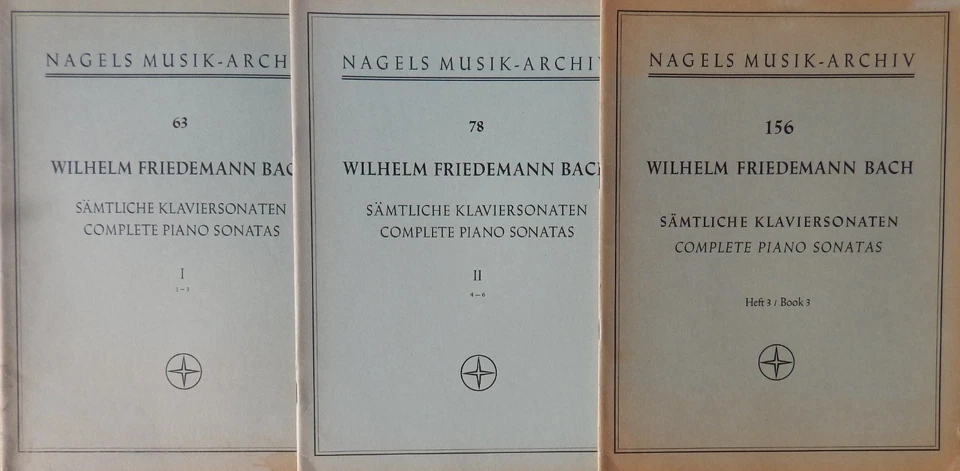 NAGELS MUSIK-ARCH
63
WILHELM FRIEDEMANN BAC
SÄMTLICHE KLAVIERSONATEN
COMPLETE PIANO SONATAS
I
1–3
NAGELS MUSIK-ARCHIV
78
WILHELM FRIEDEMANN BACH
SÄMTLICHE KLAVIERSONATEN
COMPLETE PIANO SONATAS
II
4–6
NAGELS MUSIK-ARCHIV
156
WILHELM FRIEDEMANN BACH
SÄMTLICHE KLAVIERSONATEN
COMPLETE PIANO SONATAS
Heft 3 / Book 3